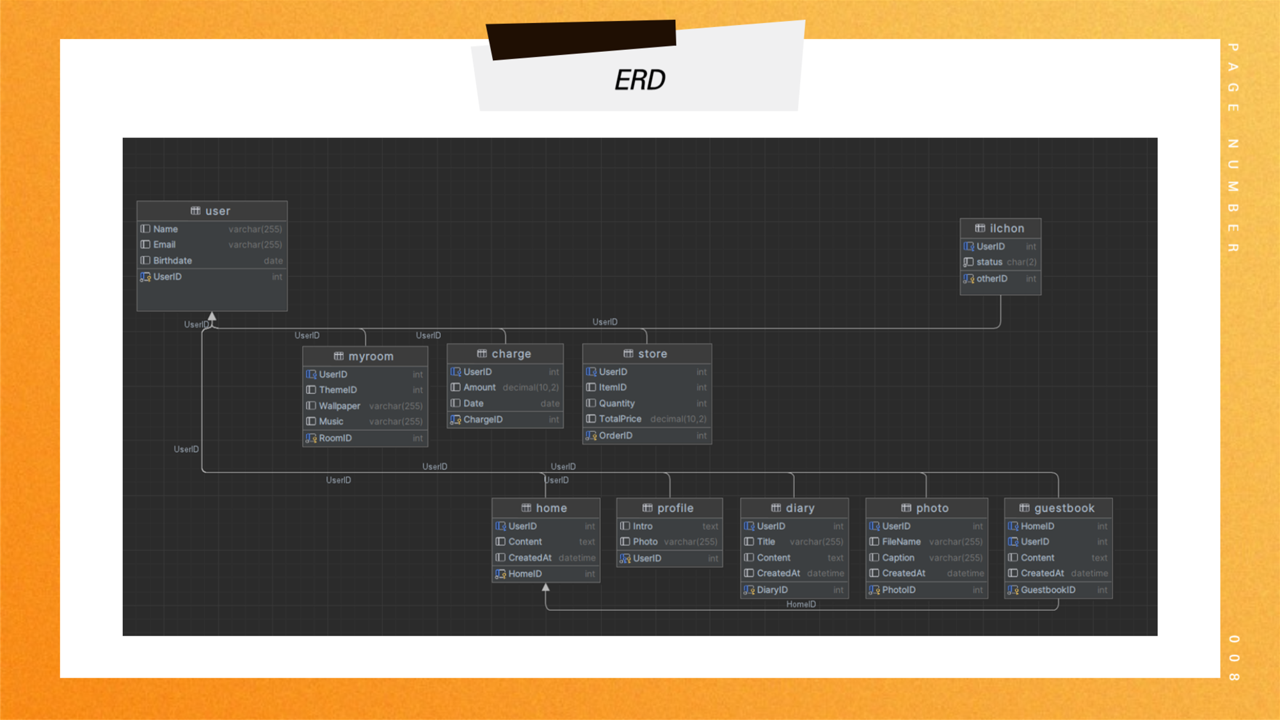 ERD
PAGE NUMBER
user
Name varchar(255)
Email varchar(255)
Birthdate date
UserID int
ilchon
UserID int
status char(2)
otherID int
UserID
UserID
UserID
UserID
myroom
UserID int
ThemeID int
Wallpaper varchar(255)
Music varchar(255)
RoomID int
charge
UserID int
Amount decimal(10,2)
Date date
ChargeID int
store
UserID int
ItemID int
Quantity int
TotalPrice decimal(10,2)
OrderID int
UserID
UserID
UserID
UserID
UserID
home
UserID int
Content text
CreatedAt datetime
HomeID int
profile
Intro text
Photo varchar(255)
UserID int
diary
UserID int
Title varchar(255)
Content text
CreatedAt datetime
DiaryID int
photo
UserID int
FileName varchar(255)
Caption varchar(255)
CreatedAt datetime
PhotoID int
guestbook
HomeID int
UserID int
Content text
CreatedAt datetime
GuestbookID int
HomeID
008